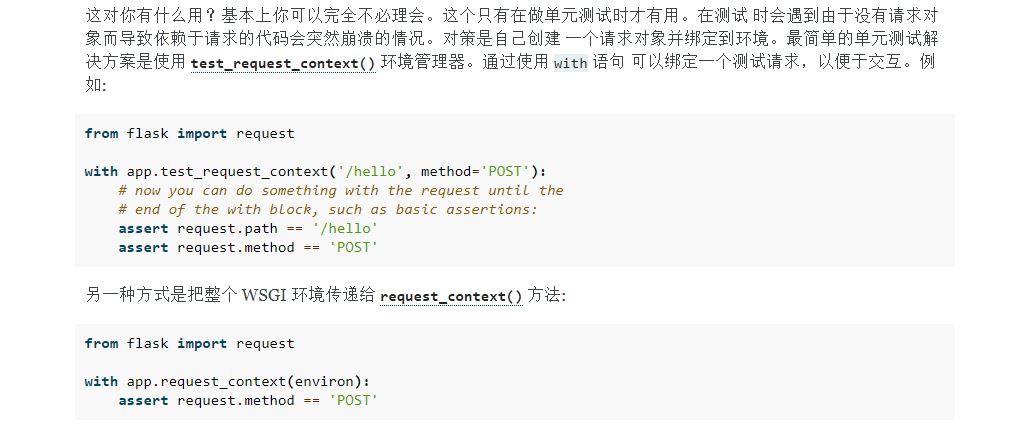 这对你有什么用？基本上你可以完全不必理会。这个只有在做单元测试时才有用。在测试 时会遇到由于没有请求对
象而导致依赖于请求的代码会突然崩溃的情况。对策是自己创建 一个请求对象并绑定到环境。最简单的单元测试解
决方案是使用 test_request_context() 环境管理器。通过使用 with 语句 可以绑定一个测试请求，以便于交互。例
如:
from flask import request
with app.test_request_context('/hello', method='POST'):
    # now you can do something with the request until the
    # end of the with block, such as basic assertions:
    assert request.path == '/hello'
    assert request.method == 'POST'
另一种方式是把整个 WSGI 环境传递给 request_context() 方法:
from flask import request
with app.request_context(environ):
    assert request.method == 'POST'